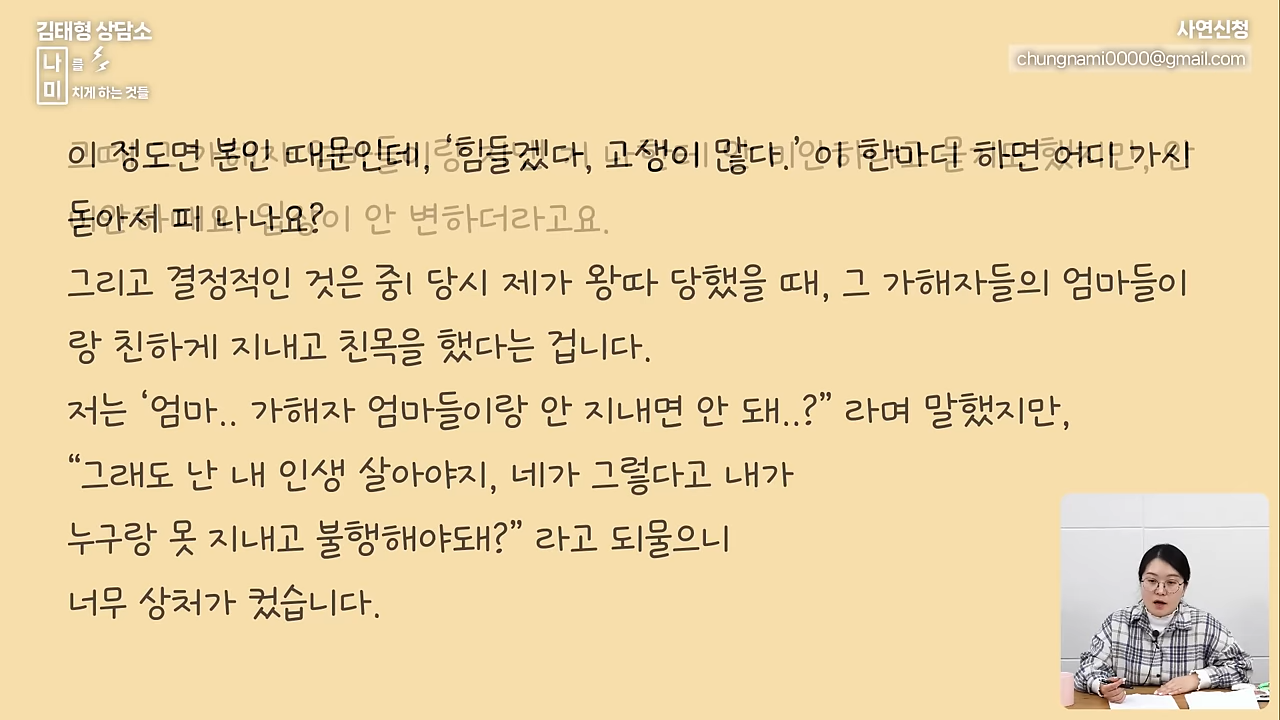 김태형 상담소
나를
미치게 하는 것들
사연신청
chungnami0000@gmail.com
이 정도면 본인 때문인데, ‘힘들겠다, 고생이 많다.’ 이 한마디 하면 어디 가시
돋아서 떠 나나요?
안 변하더라고요.
그리고 결정적인 것은 중1 당시 제가 왕따 당했을 때, 그 가해자들의 엄마들이
랑 친하게 지내고 친목을 했다는 겁니다.
저는 ‘엄마.. 가해자 엄마들이랑 안 지내면 안 돼..?” 라며 말했지만,
“그래도 난 내 인생 살아야지, 네가 그렇다고 내가
누구랑 못 지내고 불행해야돼?” 라고 되물으니
너무 상처가 컸습니다.